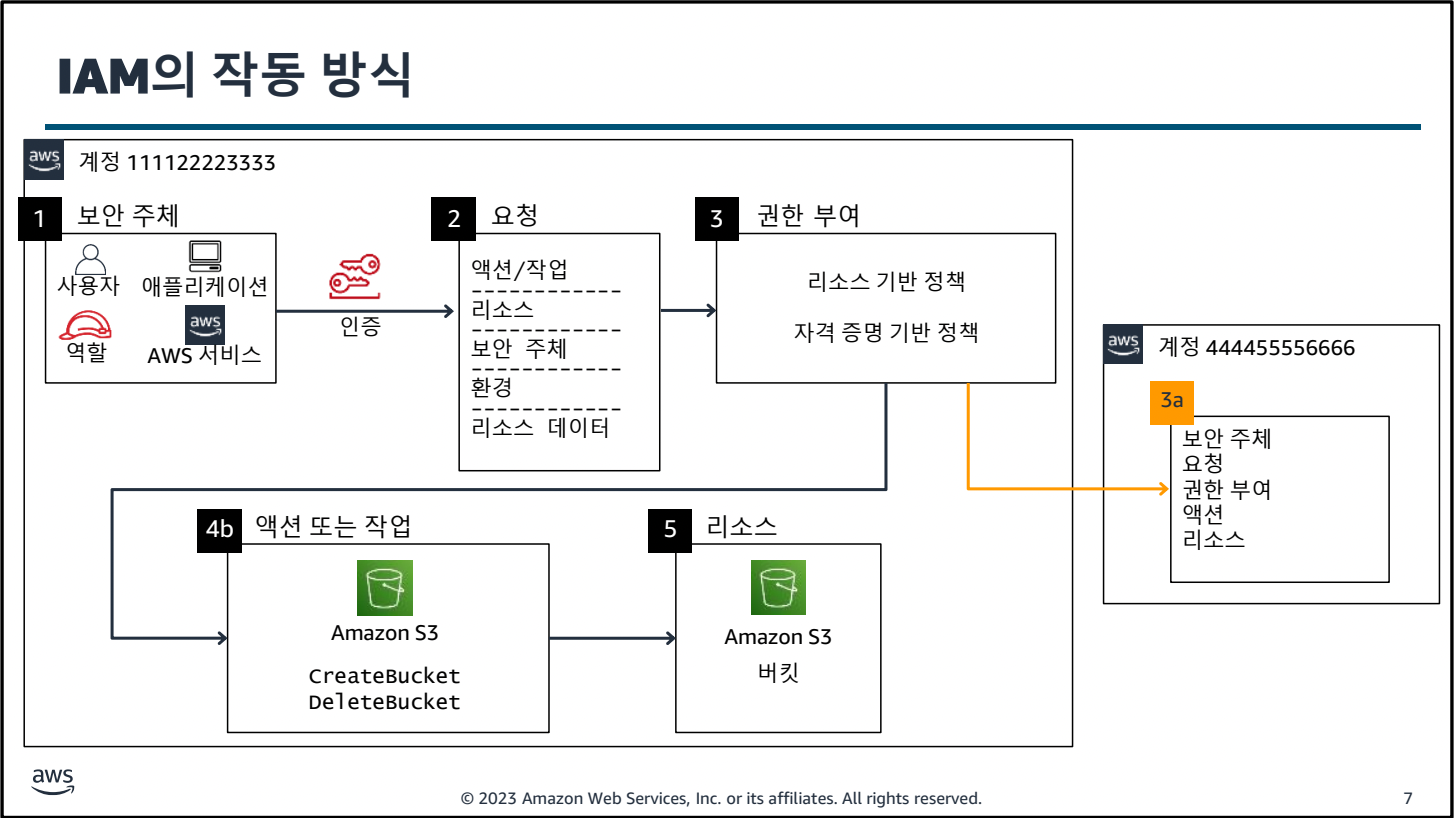 IAM의 작동 방식
aws
계정 111122223333
1
보안 주체
사용자
애플리케이션
역할
aws
AWS 서비스
인증
2
요청
액션/작업
리소스
보안 주체
환경
리소스 데이터
3
권한 부여
리소스 기반 정책
자격 증명 기반 정책
aws
계정 444455556666
3a
보안 주체
요청
권한 부여
액션
리소스
4b
액션 또는 작업
Amazon S3
CreateBucket
DeleteBucket
5
리소스
Amazon S3
버킷
aws
© 2023 Amazon Web Services, Inc. or its affiliates. All rights reserved.
7